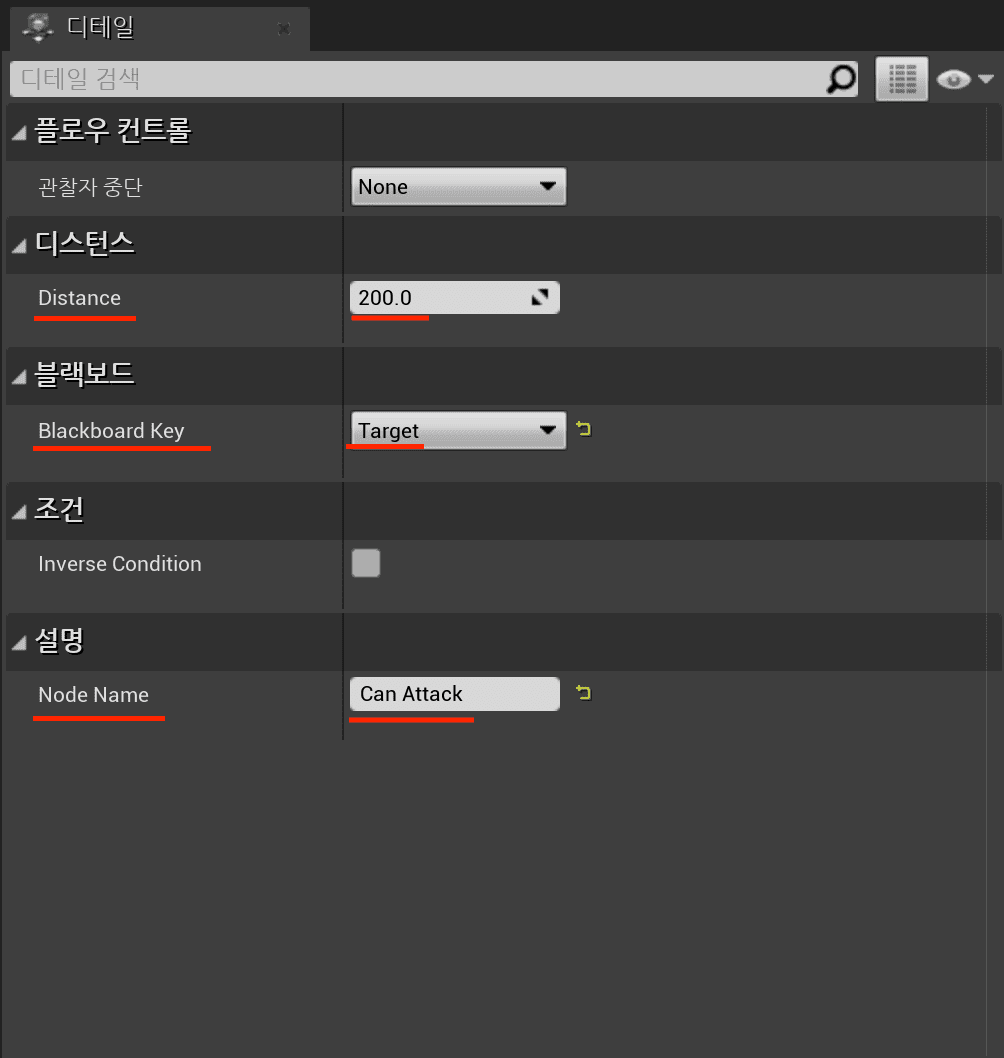 디테일
디테일 검색
플로우 컨트롤
관찰자 중단 None
디스턴스
Distance 200.0
블랙보드
Blackboard Key Target
조건
Inverse Condition
설명
Node Name Can Attack